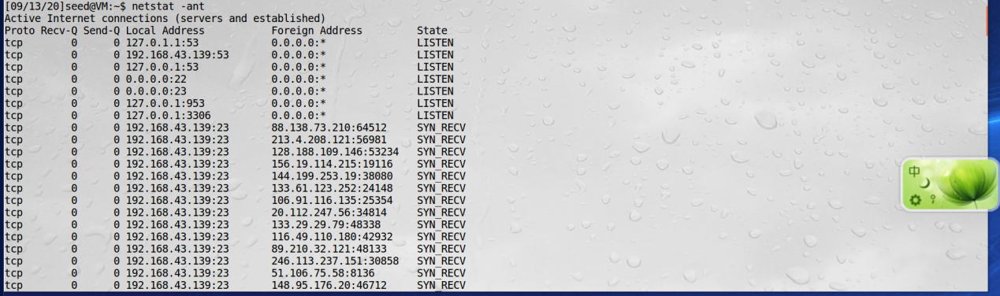 [09/13/20]seed@VM:~$ netstat -ant
Active Internet connections (servers and established)
Proto Recv-Q Send-Q Local Address           Foreign Address         State
tcp        0      0 127.0.1.1:53            0.0.0.0:*               LISTEN
tcp        0      0 192.168.43.139:53       0.0.0.0:*               LISTEN
tcp        0      0 127.0.0.1:53            0.0.0.0:*               LISTEN
tcp        0      0 0.0.0.0:22              0.0.0.0:*               LISTEN
tcp        0      0 0.0.0.0:23              0.0.0.0:*               LISTEN
tcp        0      0 127.0.0.1:953           0.0.0.0:*               LISTEN
tcp        0      0 127.0.0.1:3306          0.0.0.0:*               LISTEN
tcp        0      0 192.168.43.139:23       88.138.73.210:64512     SYN_RECV
tcp        0      0 192.168.43.139:23       213.4.208.121:56981     SYN_RECV
tcp        0      0 192.168.43.139:23       128.188.109.146:53234   SYN_RECV
tcp        0      0 192.168.43.139:23       156.19.114.215:19116    SYN_RECV
tcp        0      0 192.168.43.139:23       144.199.253.19:38080    SYN_RECV
tcp        0      0 192.168.43.139:23       133.61.123.252:24148    SYN_RECV
tcp        0      0 192.168.43.139:23       106.91.116.135:25354    SYN_RECV
tcp        0      0 192.168.43.139:23       20.112.247.56:34814     SYN_RECV
tcp        0      0 192.168.43.139:23       133.29.29.79:48338      SYN_RECV
tcp        0      0 192.168.43.139:23       116.49.110.180:42932    SYN_RECV
tcp        0      0 192.168.43.139:23       89.210.32.121:48133     SYN_RECV
tcp        0      0 192.168.43.139:23       246.113.237.151:30858   SYN_RECV
tcp        0      0 192.168.43.139:23       51.106.75.58:8136       SYN_RECV
tcp        0      0 192.168.43.139:23       148.95.176.20:46712     SYN_RECV
中